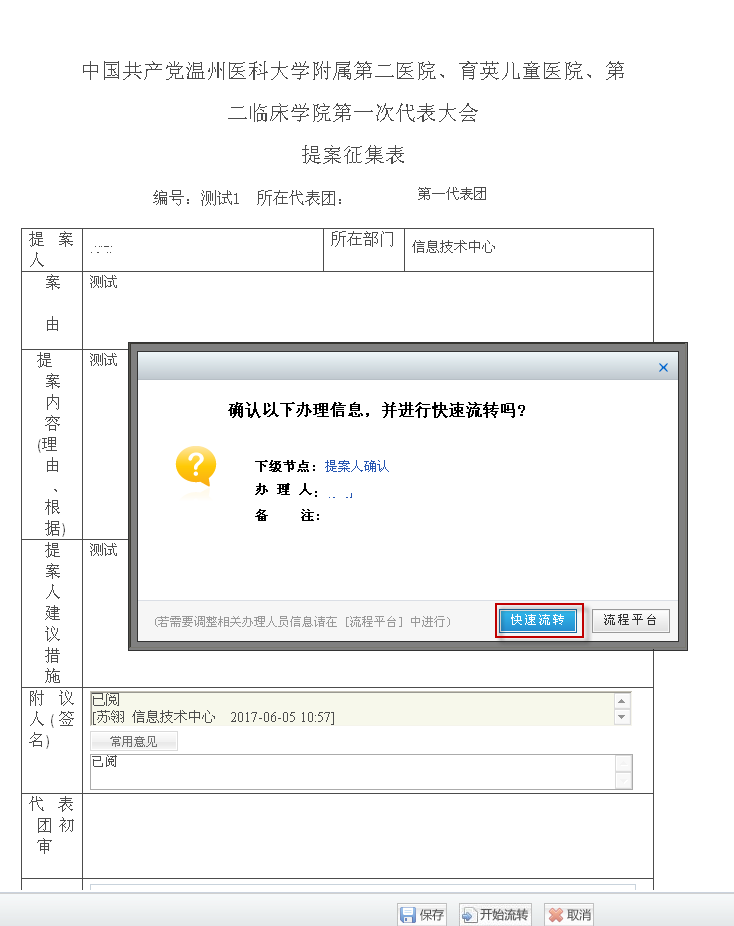 中国共产党温州医科大学附属第二医院、育英儿童医院、第
二临床学院第一次代表大会
提案征集表
编号：测试1 所在代表团： 第一代表团
提 案
人
所在部门
信息技术中心
案
由
测试
提
案
内
容
(理
由
、
根
据)
测试
确认以下办理信息，并进行快速流转吗?
下级节点：提案人确认
办 理 人：
备 注：
(若需要调整相关办理人员信息请在 [流程平台] 中进行)
快速流转
流程平台
提
案
人
建
议
措
施
测试
附 议
人(签
名)
已阅
[苏翎 信息技术中心 2017-06-05 10:57]
常用意见
已阅
代 表
团 初
审
保存
开始流转
取消